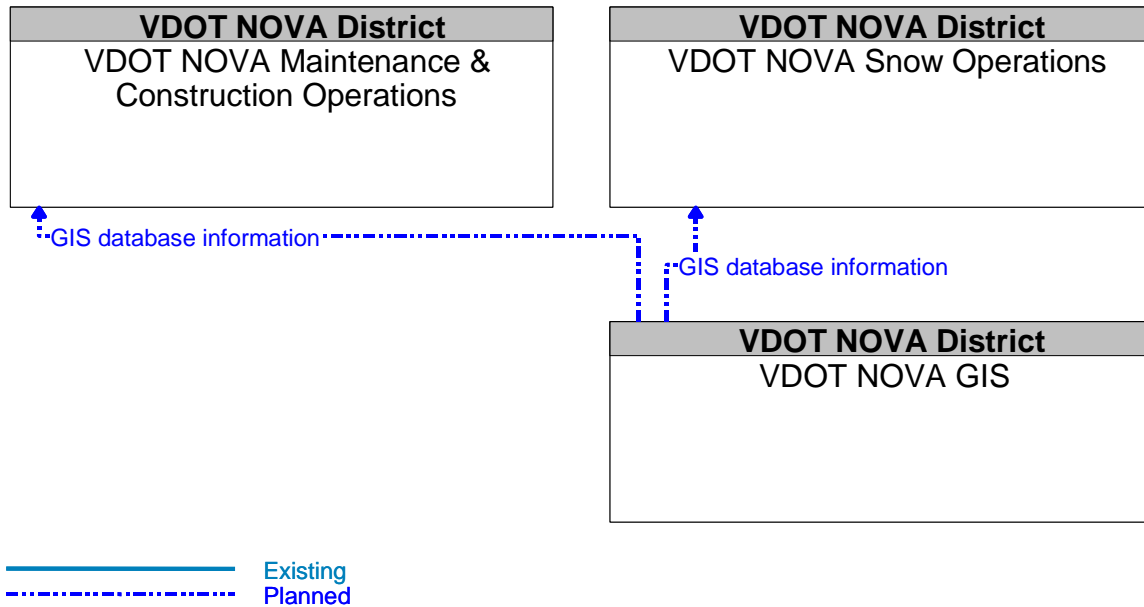 VDOT NOVA District
VDOT NOVA Maintenance &
Construction Operations
VDOT NOVA District
VDOT NOVA Snow Operations
GIS database information
GIS database information
VDOT NOVA District
VDOT NOVA GIS
Existing
Planned